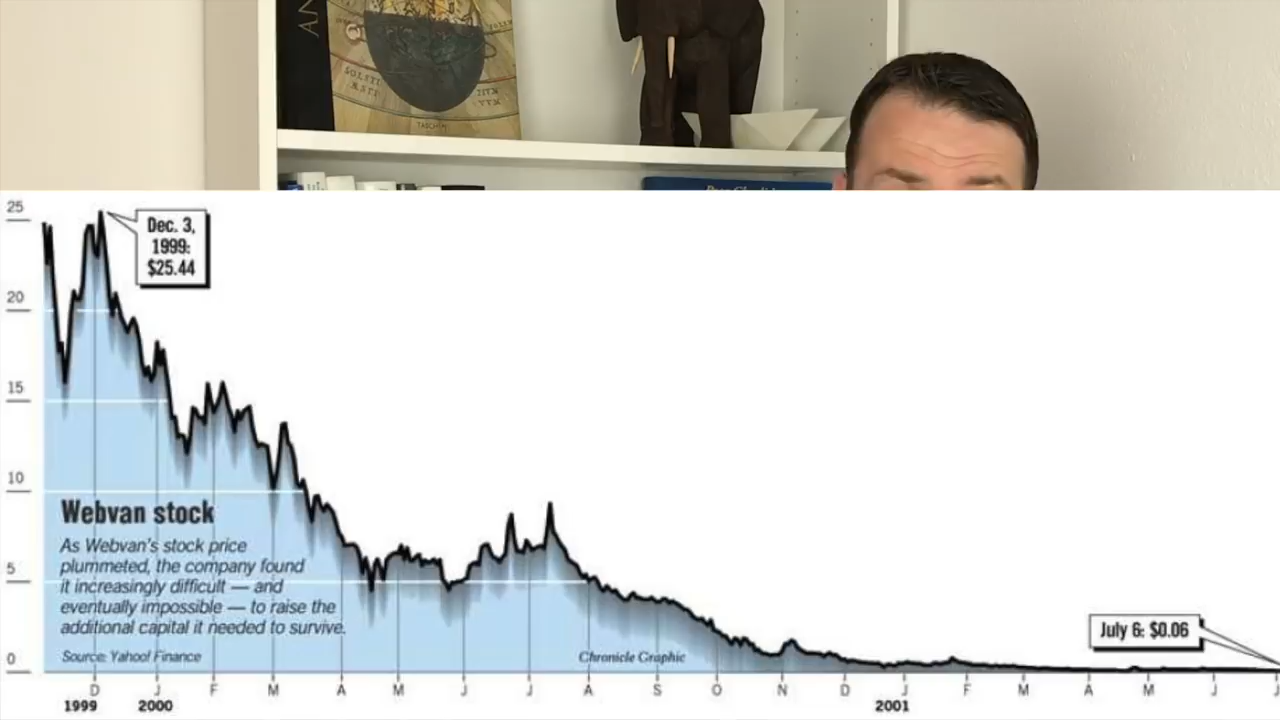 AN
TASCHEN
25
Dec. 3,
1999:
$25.44
20
15
10
Webvan stock
As Webvan's stock price
plummeted, the company found
it increasingly difficult — and
eventually impossible — to raise the
additional capital it needed to survive.
5
July 6: $0.06
0
Source: Yahoo! Finance
Chronicle Graphic
D J F M A M J J A S O N D J F M A M J J
1999 2000 2001